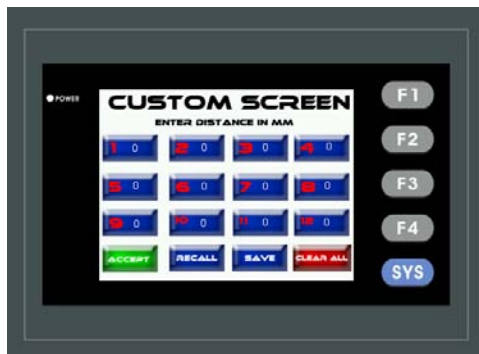 POWER
CUSTOM SCREEN
ENTER DISTANCE IN MM
1 0 2 0 3 0 4 0
5 0 6 0 7 0 8 0
9 0 10 0 11 0 12 0
ACCEPT RECALL SAVE CLEAR ALL
F1
F2
F3
F4
SYS